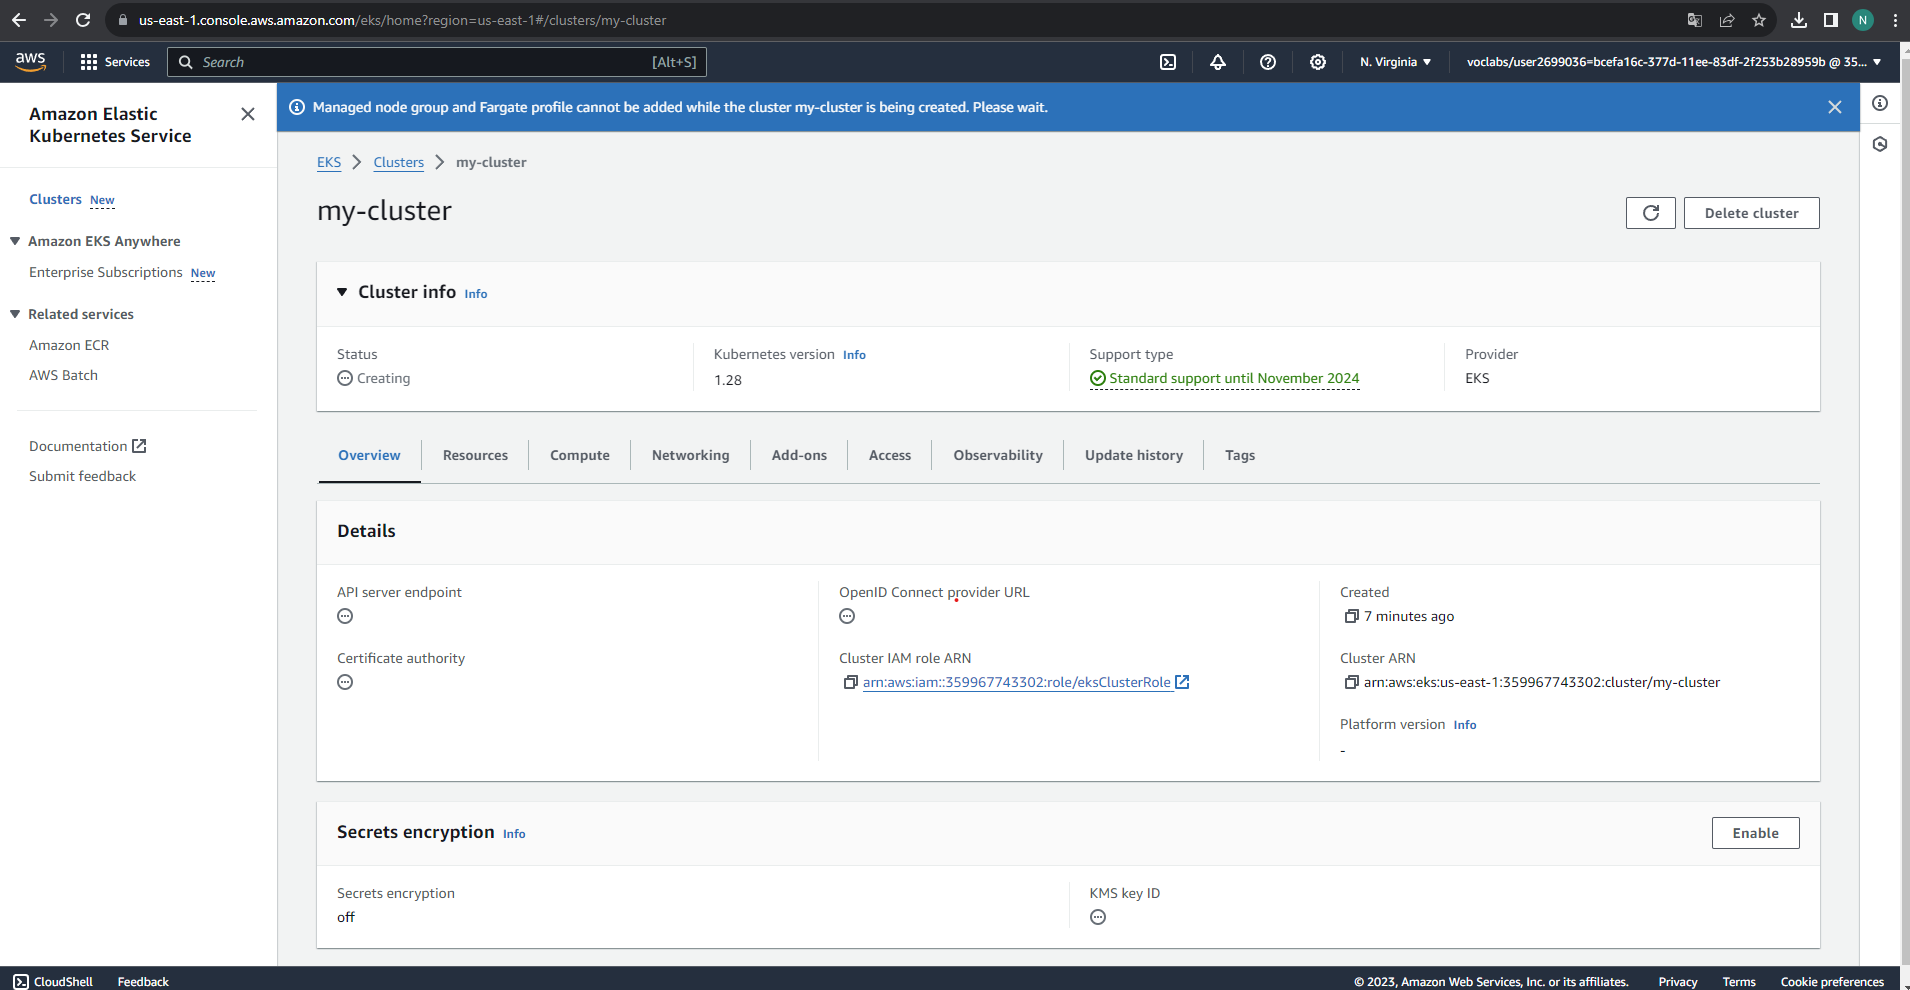 us-east-1.console.aws.amazon.com/eks/home?region=us-east-1#/clusters/my-cluster
N
aws
Services
Search
[Alt+S]
N. Virginia
voclabs/user2699036=bcefa16c-377d-11ee-83df-2f253b28959b @ 35...
Amazon Elastic
Kubernetes Service
Clusters New
Amazon EKS Anywhere
Enterprise Subscriptions New
Related services
Amazon ECR
AWS Batch
Documentation
Submit feedback
Managed node group and Fargate profile cannot be added while the cluster my-cluster is being created. Please wait.
EKS
Clusters
my-cluster
my-cluster
Delete cluster
Cluster info Info
Status
Creating
Kubernetes version Info
1.28
Support type
Standard support until November 2024
Provider
EKS
Overview
Resources
Compute
Networking
Add-ons
Access
Observability
Update history
Tags
Details
API server endpoint
Certificate authority
OpenID Connect provider URL
Cluster IAM role ARN
arn:aws:iam::359967743302:role/eksClusterRole
Created
7 minutes ago
Cluster ARN
arn:aws:eks:us-east-1:359967743302:cluster/my-cluster
Platform version Info
-
Secrets encryption Info
Enable
Secrets encryption
off
KMS key ID
CloudShell
Feedback
© 2023, Amazon Web Services, Inc. or its affiliates.
Privacy
Terms
Cookie preferences